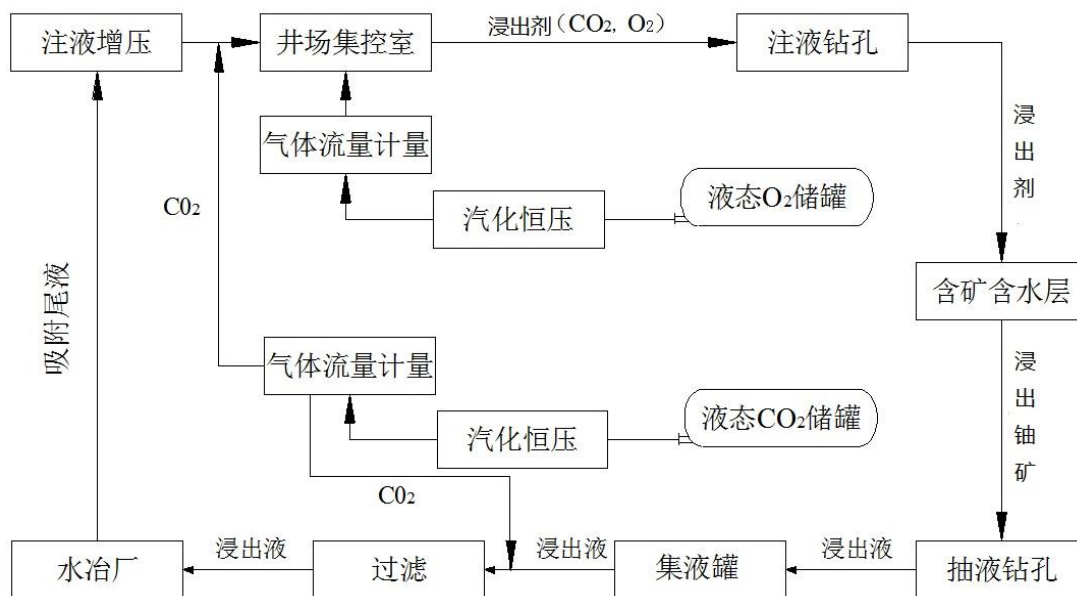 注液增压
井场集控室
浸出剂（CO₂, O₂）
注液钻孔
气体流量计量
浸出剂
C0₂
汽化恒压
液态O₂储罐
含矿含水层
吸附尾液
气体流量计量
浸出铀矿
汽化恒压
液态CO₂储罐
C0₂
水冶厂
浸出液
过滤
浸出液
集液罐
浸出液
抽液钻孔